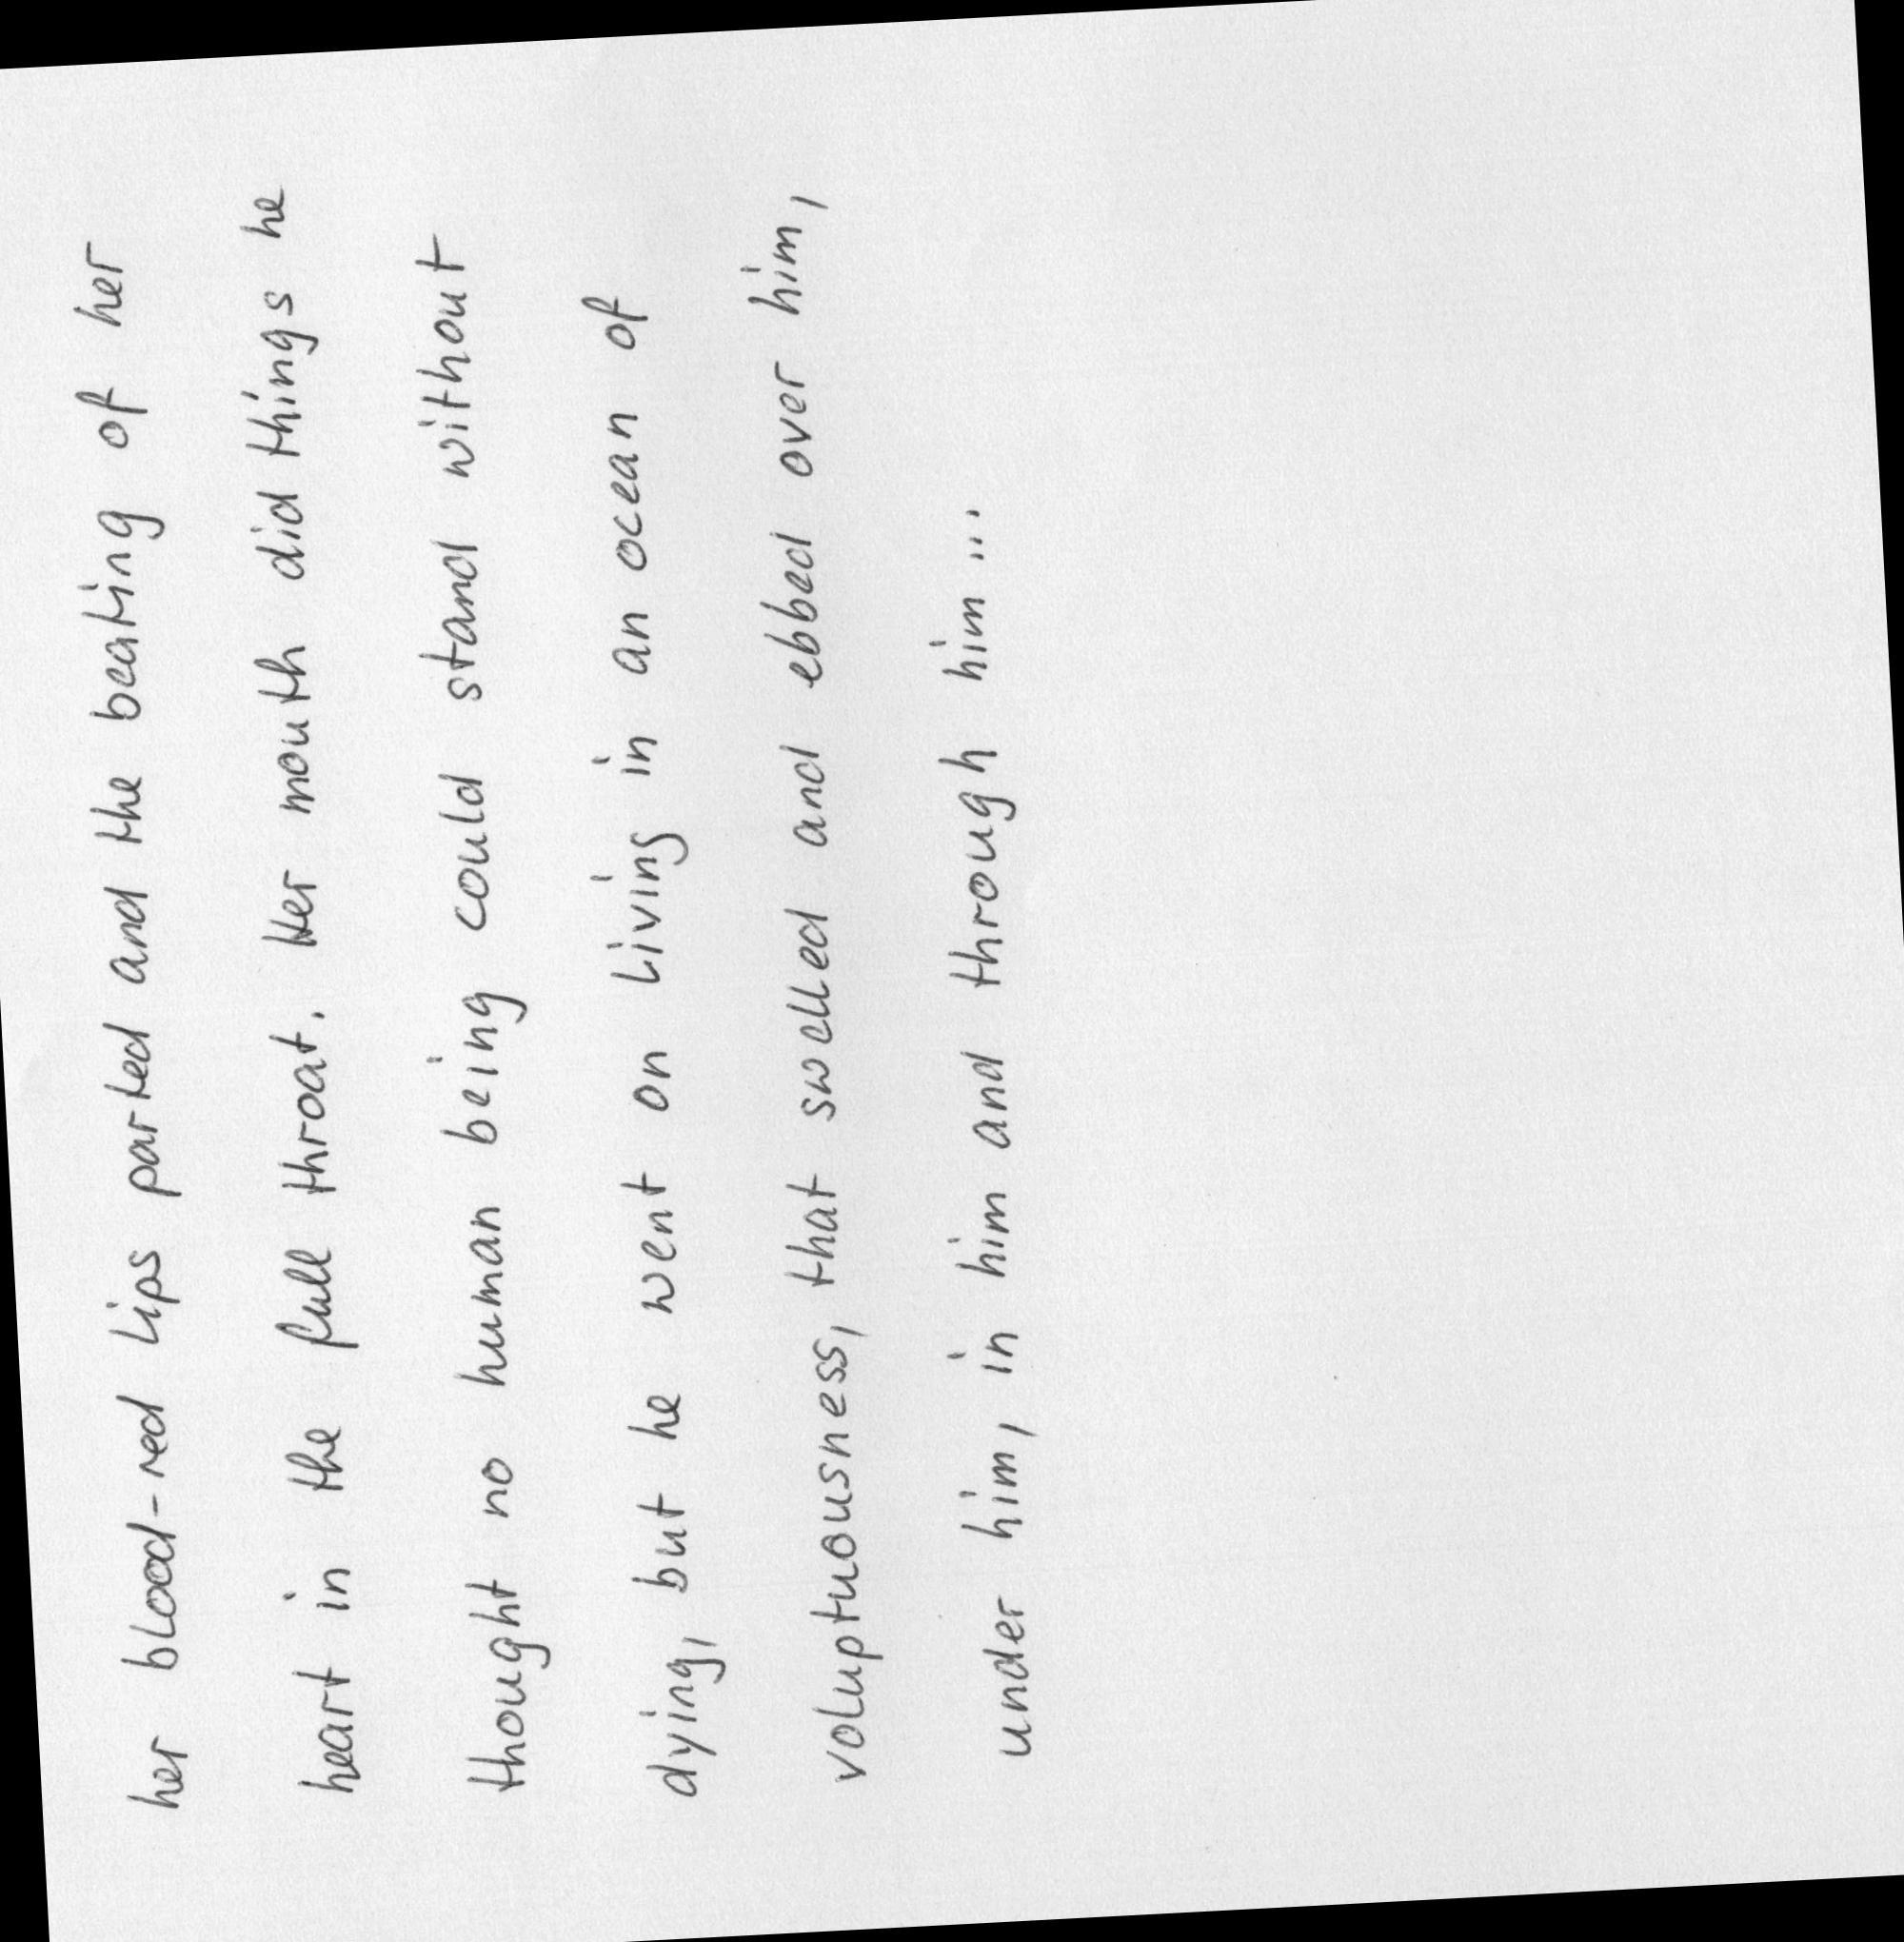 her blood-red lips parted and the beating of her
heart in the full throat. Her mouth did things he
thought no human being could stand without
dying, but he went on living in an ocean of
voluptuousness, that swelled and ebbed over him,
under him, in him and through him...